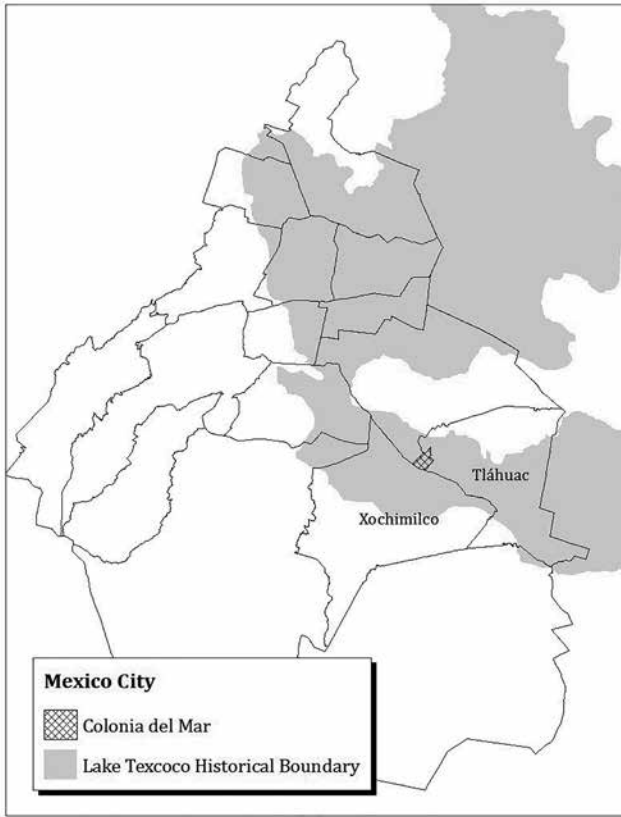 Tláhuac
Xochimilco
Mexico City
Colonia del Mar
Lake Texcoco Historical Boundary